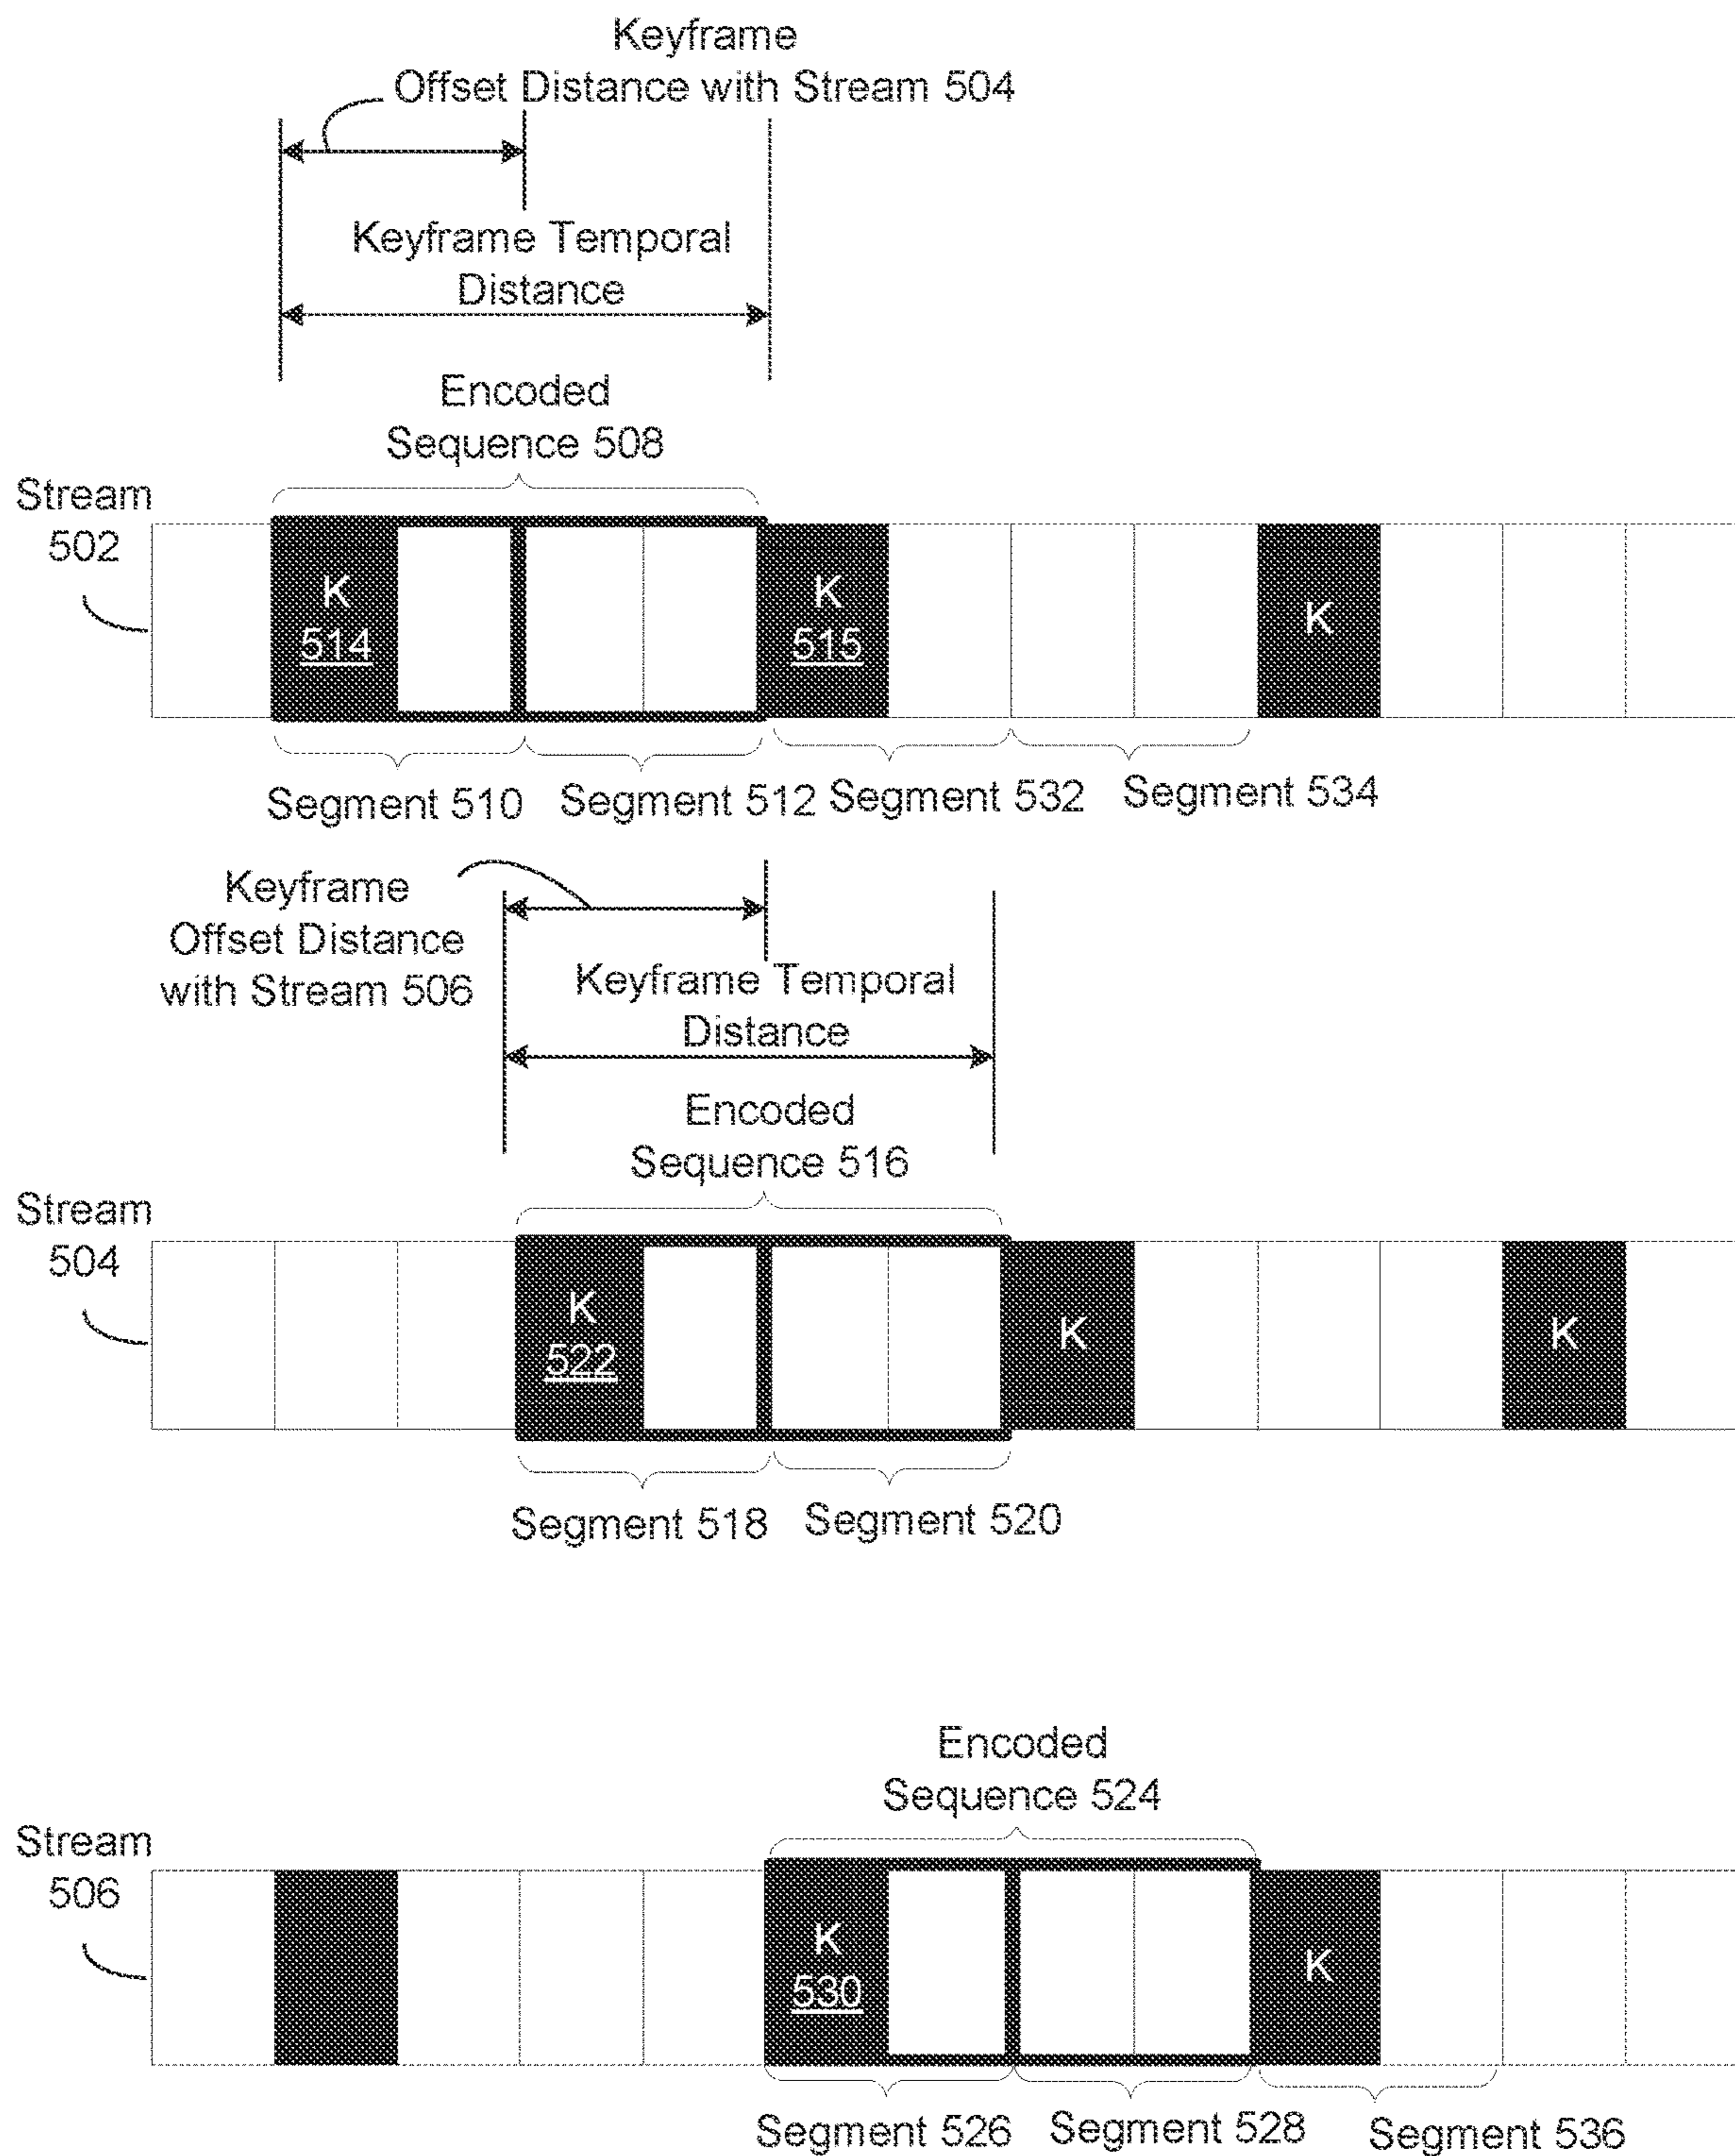 Keyframe
Offset Distance with Stream 504
Keyframe Temporal
Distance
Encoded
Sequence 508
Stream
502
K
514
K
515
K
Segment 510
Segment 512
Segment 532
Segment 534
Keyframe
Offset Distance
with Stream 506
Keyframe Temporal
Distance
Encoded
Sequence 516
Stream
504
K
522
K
K
Segment 518
Segment 520
Encoded
Sequence 524
Stream
506
K
530
K
Segment 526
Segment 528
Segment 536